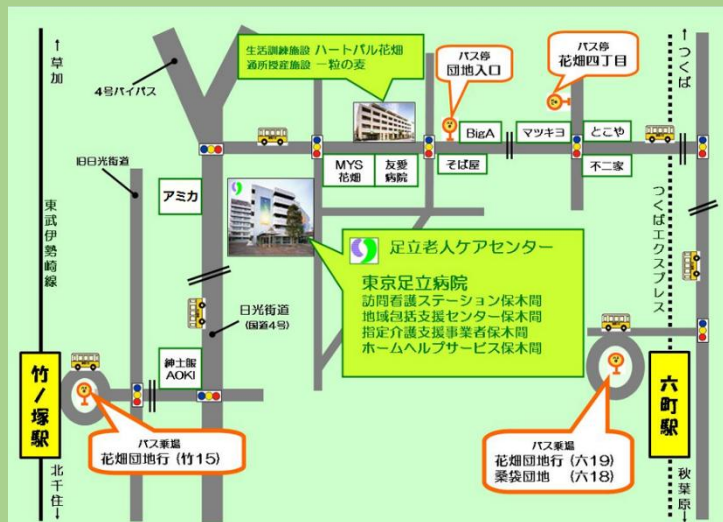 ↑草加
4号バイパス
旧日光街道
東武伊勢崎線
竹ノ塚駅
北千住↓
生活訓練施設 ハートパル花畑
通所授産施設 一粒の麦
バス停
団地入口
バス停
花畑四丁目
↑つくば
BigA
マツキヨ
とこや
MYS
花畑
友愛
病院
そば屋
不二家
アミカ
足立老人ケアセンター
東京足立病院
訪問看護ステーション保木間
地域包括支援センター保木間
指定介護支援事業者保木間
ホームヘルプサービス保木間
日光街道
(国道4号)
つくばエクスプレス
紳士服
AOKI
バス乗場
花畑団地行 (竹15)
バス乗場
花畑団地行 (六19)
桑袋団地 (六18)
六町駅
秋葉原↓